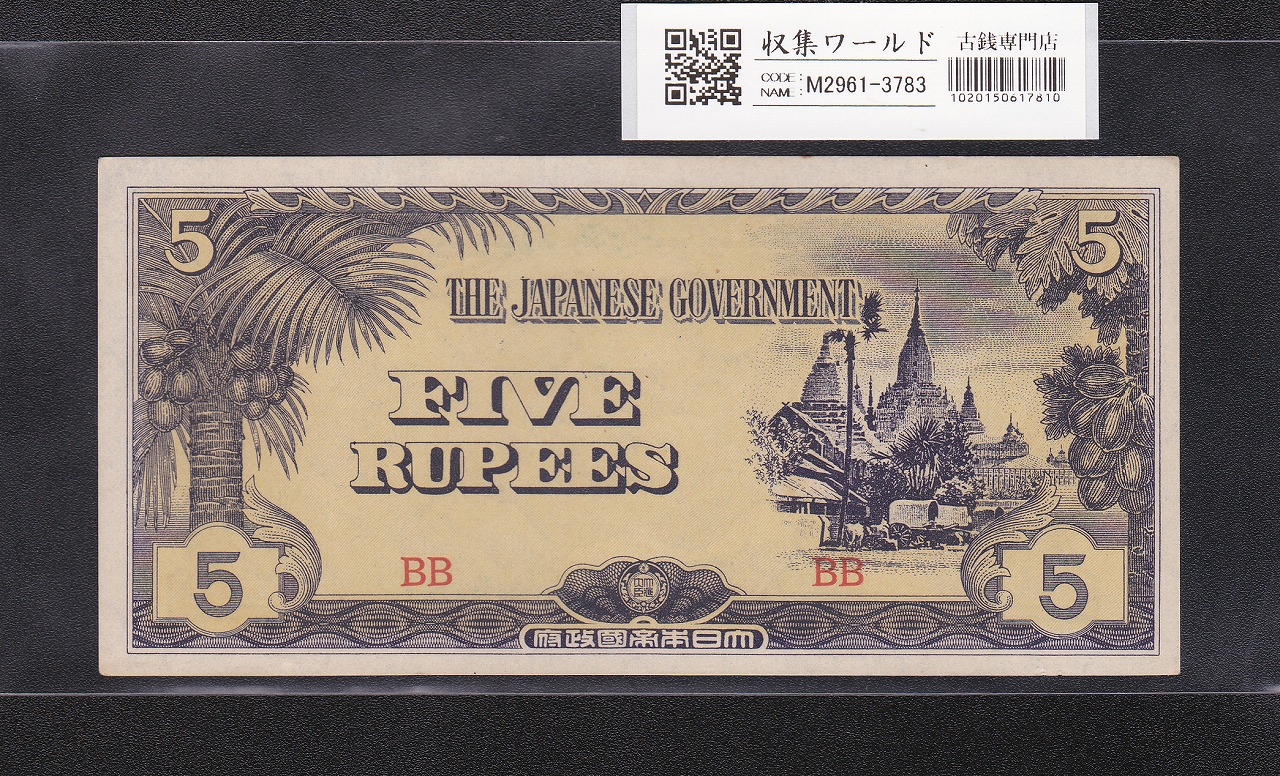 収集ワールド 古銭専門店
CODE:
NAME: M2961-3783
1020150617810
5 5
THE JAPANESE GOVERNMENT
FIVE
RUPEES
BB BB
5 5
府政國帝本日大